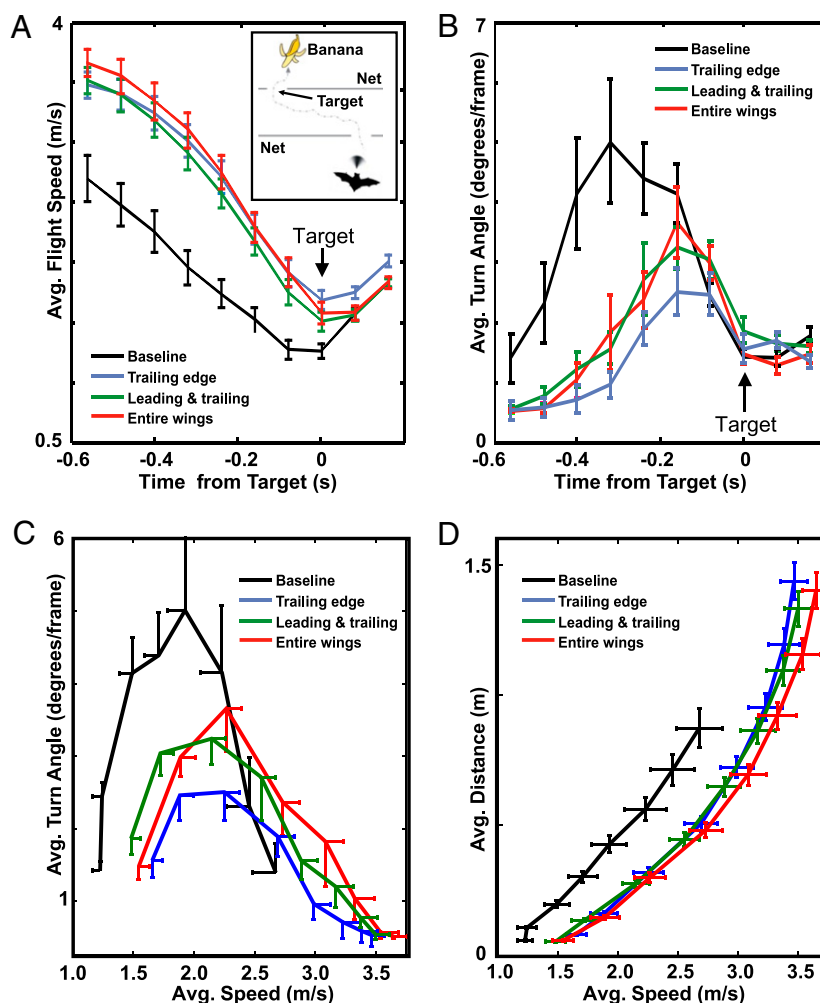 A
4
Avg. Flight Speed (m/s)
0.5
-0.6
-0.4
-0.2
0
Time from Target (s)
Banana
Net
Target
Net
Target
Baseline
Trailing edge
Leading & trailing
Entire wings
B
7
Avg. Turn Angle (degrees/frame)
0
-0.6
-0.4
-0.2
0
Time from Target (s)
Baseline
Trailing edge
Leading & trailing
Entire wings
Target
C
6
Avg. Turn Angle (degrees/frame)
1
1.0
1.5
2.0
2.5
3.0
3.5
Avg. Speed (m/s)
Baseline
Trailing edge
Leading & trailing
Entire wings
D
1.5
Avg. Distance (m)
0
1.0
1.5
2.0
2.5
3.0
3.5
Avg. Speed (m/s)
Baseline
Trailing edge
Leading & trailing
Entire wings